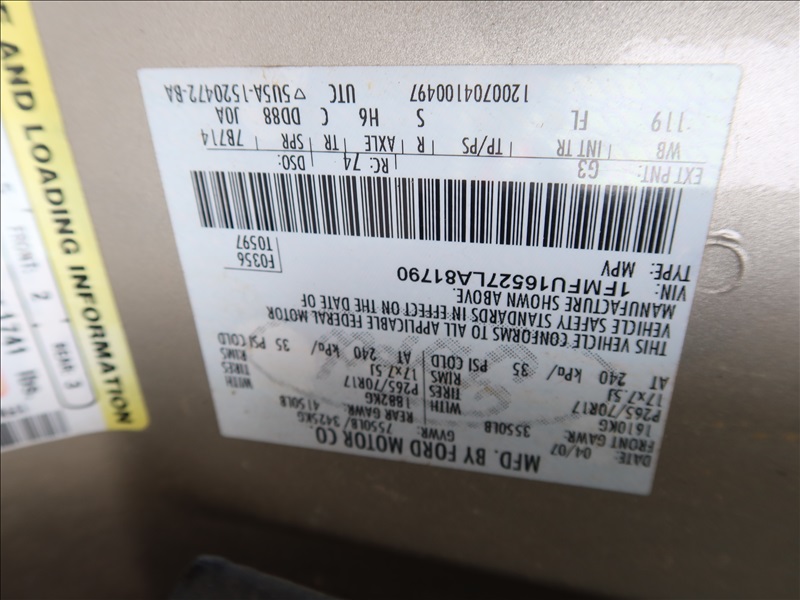 MFD. BY FORD MOTOR CO.
DATE: 04/07 GVWR: 7550LB/ 3425KG
FRONT GAWR: 3550LB REAR GAWR: 4150LB
1610KG 1882KG
P265/70R17 WITH TIRES P265/70R17 WITH TIRES
17x7.5J RIMS 17x7.5J RIMS
AT 240 kPa/ 35 PSI COLD AT 240 kPa/ 35 PSI COLD
THIS VEHICLE CONFORMS TO ALL APPLICABLE FEDERAL MOTOR
VEHICLE SAFETY STANDARDS IN EFFECT ON THE DATE OF
MANUFACTURE SHOWN ABOVE.
VIN: 1FMFU16527LA81790
TYPE: MPV
F0356
T0597
EXT PNT: G3 RC: 74 DSO:
WB INT TR TP/PS R AXLE TR SPR 7B714
119 FL S H6 C DD88 JOA
1200704100497 UTC ▽5U5A-1520472-BA
AND LOADING INFORMATION
FRONT: 2 REAR 3
1741 lbs.